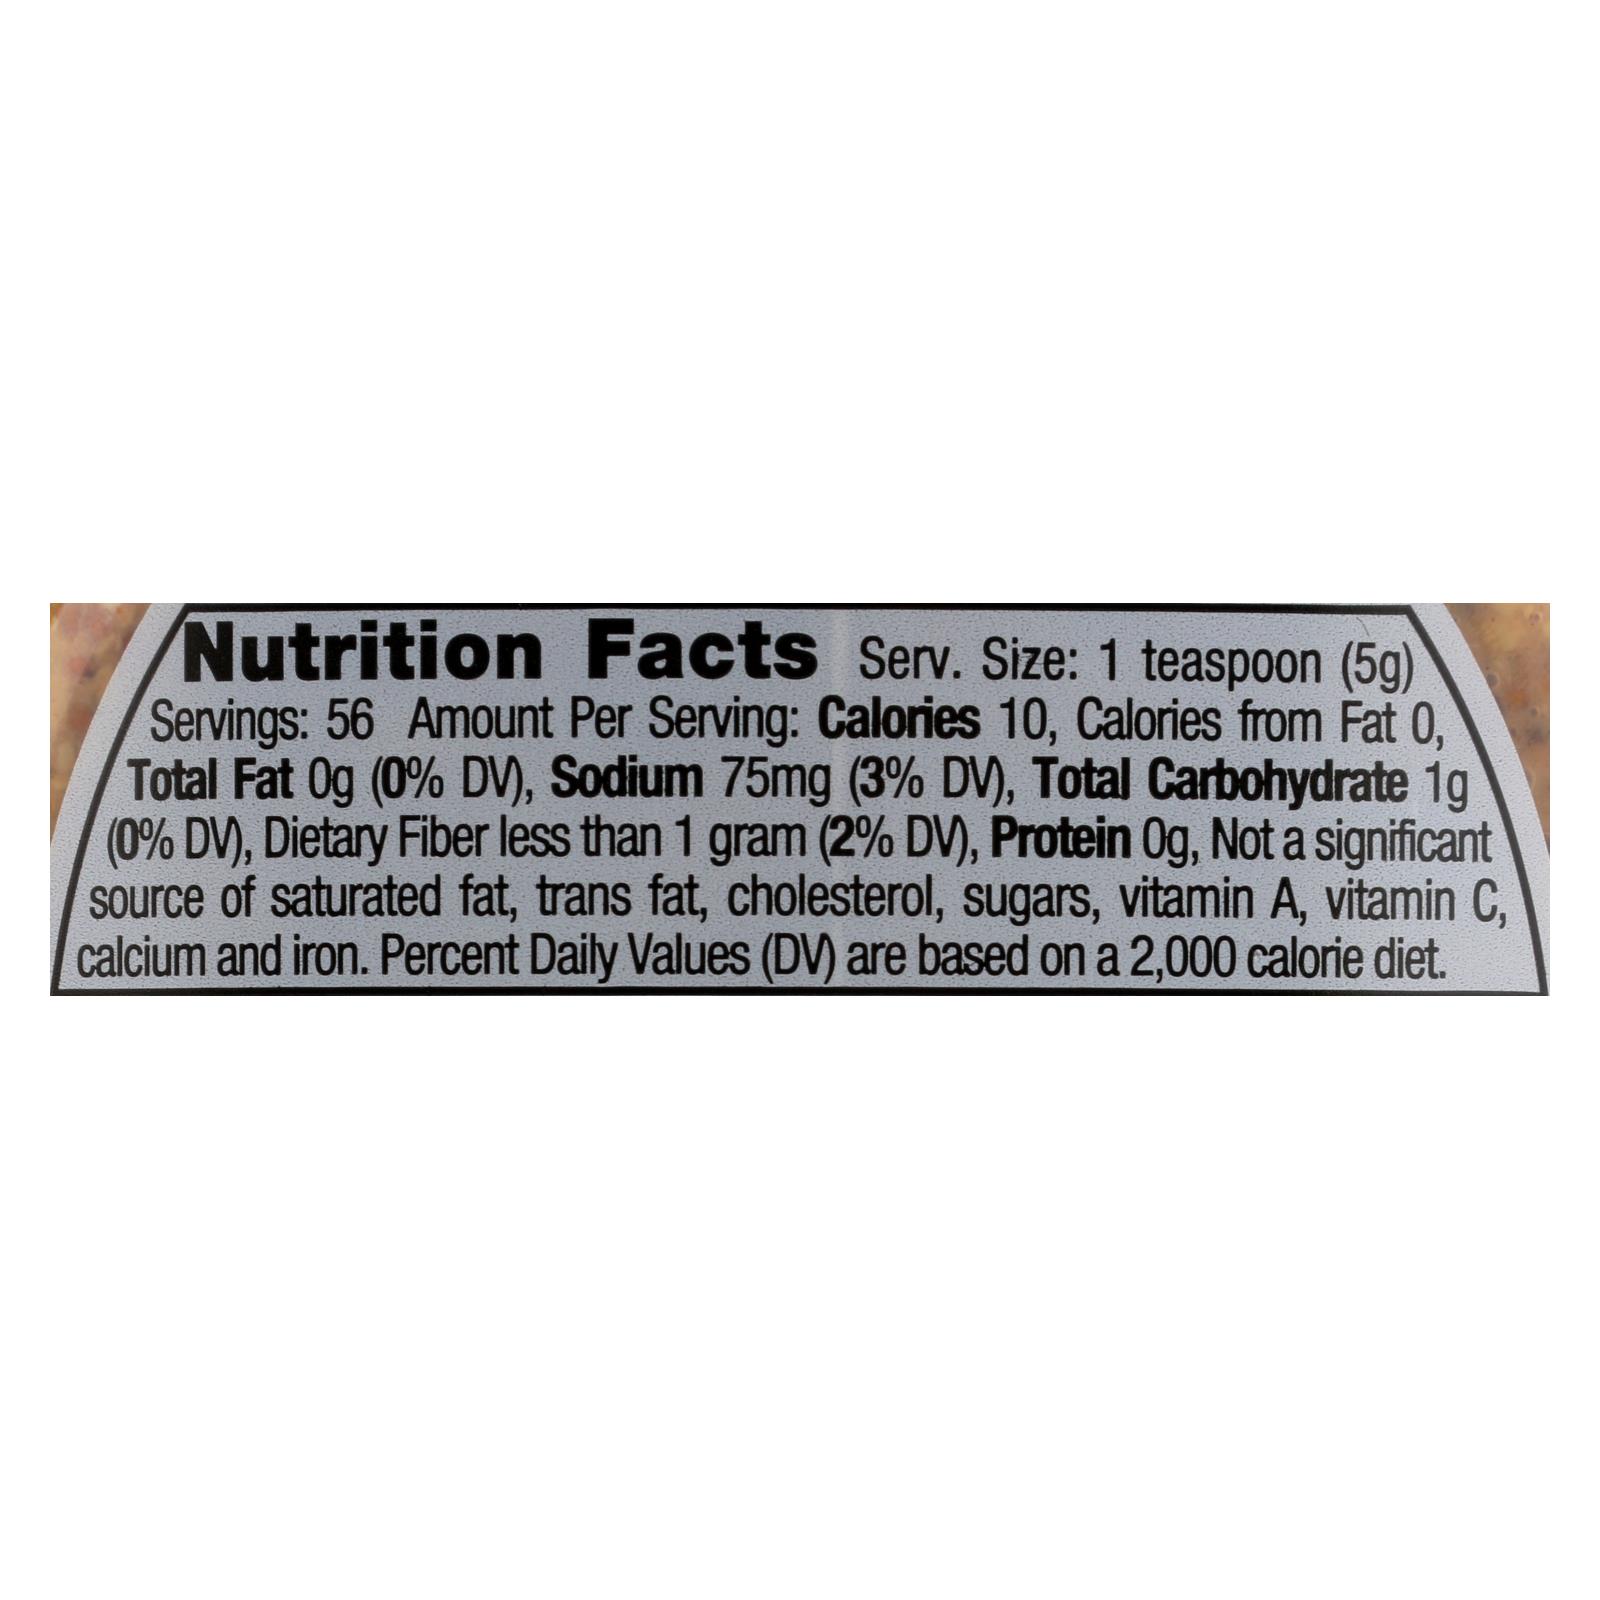 Nutrition Facts Serv. Size: 1 teaspoon (5g)
Servings: 56 Amount Per Serving: Calories 10, Calories from Fat 0,
Total Fat 0g (0% DV), Sodium 75mg (3% DV), Total Carbohydrate 1g
(0% DV), Dietary Fiber less than 1 gram (2% DV), Protein 0g, Not a significant
source of saturated fat, trans fat, cholesterol, sugars, vitamin A, vitamin C,
calcium and iron. Percent Daily Values (DV) are based on a 2,000 calorie diet.